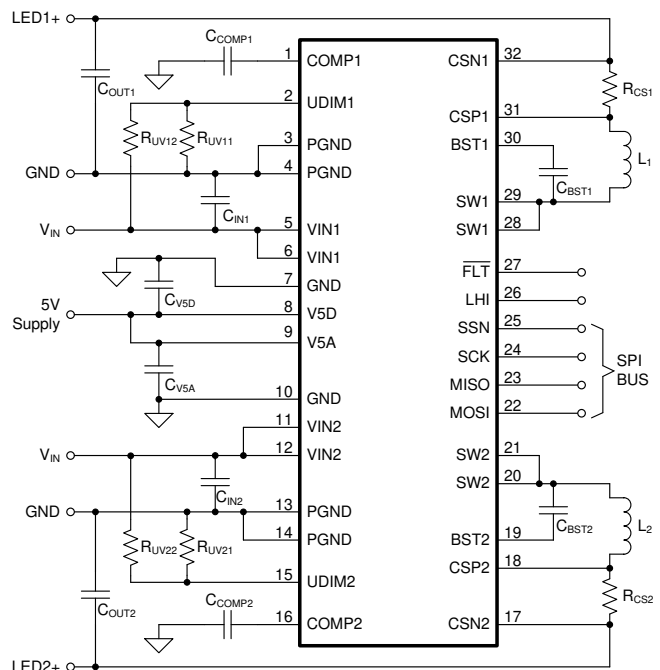 LED1+
C_COMP1
1 COMP1 CSN1 32
C_OUT1
R_CS1
2 UDIM1
CSP1 31
R_UV12 R_UV11
3 PGND BST1 30
L_1
GND
4 PGND
C_BST1
C_IN1
SW1 29
V_IN
5 VIN1 SW1 28
6 VIN1
FLT 27
7 GND
C_V5D
LHI 26
5V
Supply
8 V5D
SSN 25
9 V5A
SCK 24
SPI
BUS
C_V5A
MISO 23
10 GND
MOSI 22
11 VIN2
V_IN
12 VIN2 SW2 21
C_IN2
SW2 20
GND
13 PGND
C_BST2
L_2
14 PGND BST2 19
R_UV22 R_UV21
CSP2 18
15 UDIM2
C_COMP2
R_CS2
C_OUT2
16 COMP2 CSN2 17
LED2+